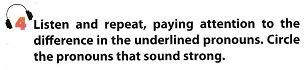 4 Listen and repeat, paying attention to the
difference in the underlined pronouns. Circle
the pronouns that sound strong.